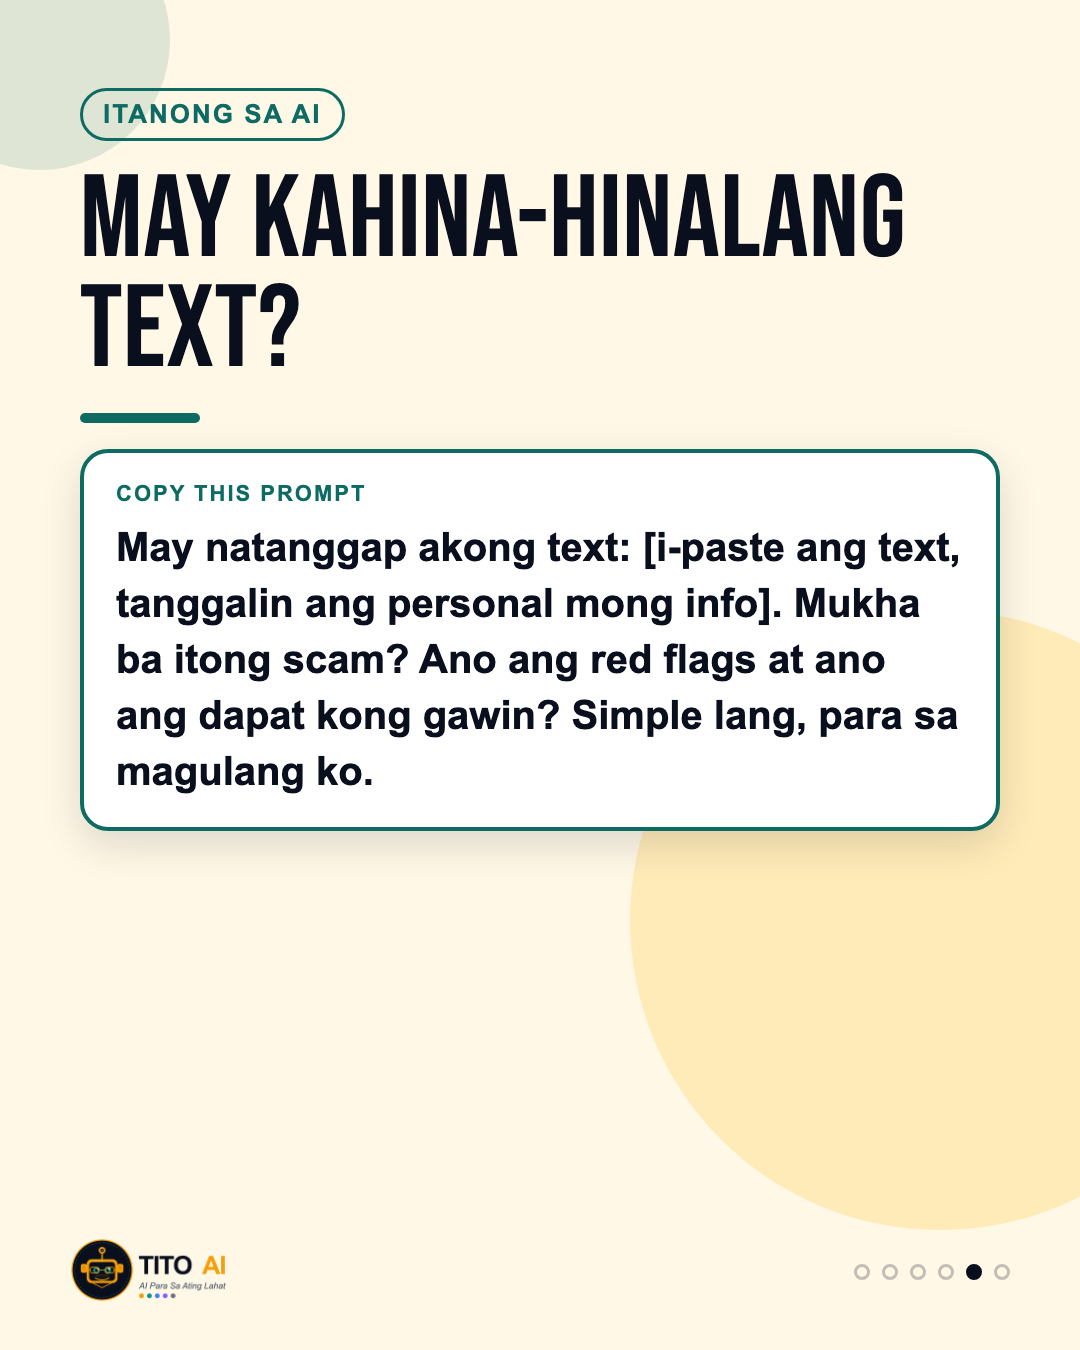 ITANONG SA AI
MAY KAHINA-HINALANG
TEXT?
COPY THIS PROMPT
May natanggap akong text: [i-paste ang text,
tanggalin ang personal mong info]. Mukha
ba itong scam? Ano ang red flags at ano
ang dapat kong gawin? Simple lang, para sa
magulang ko.
TITO AI
AI Para Sa Ating Lahat